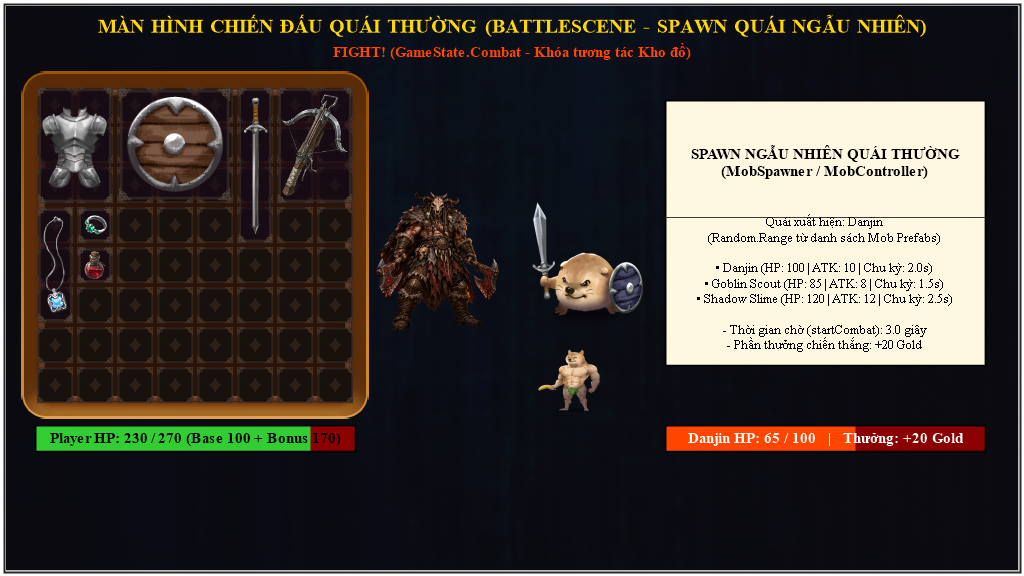 MÀN HÌNH CHIẾN ĐẤU QUÁI THƯỜNG (BATTLESCENE - SPAWN QUÁI NGẪU NHIÊN)
FIGHT! (GameState.Combat - Khóa tương tác Kho đồ)
SPAWN NGẪU NHIÊN QUÁI THƯỜNG
(MobSpawner / MobController)
Quái xuất hiện: Danjin
(Random.Range từ danh sách Mob Prefabs)
• Danjin (HP: 100 | ATK: 10 | Chu kỳ: 2.0s)
• Goblin Scout (HP: 85 | ATK: 8 | Chu kỳ: 1.5s)
• Shadow Slime (HP: 120 | ATK: 12 | Chu kỳ: 2.5s)
- Thời gian chờ (startCombat): 3.0 giây
- Phần thưởng chiến thắng: +20 Gold
Player HP: 230 / 270 (Base 100 + Bonus 170)
Danjin HP: 65 / 100 | Thưởng: +20 Gold